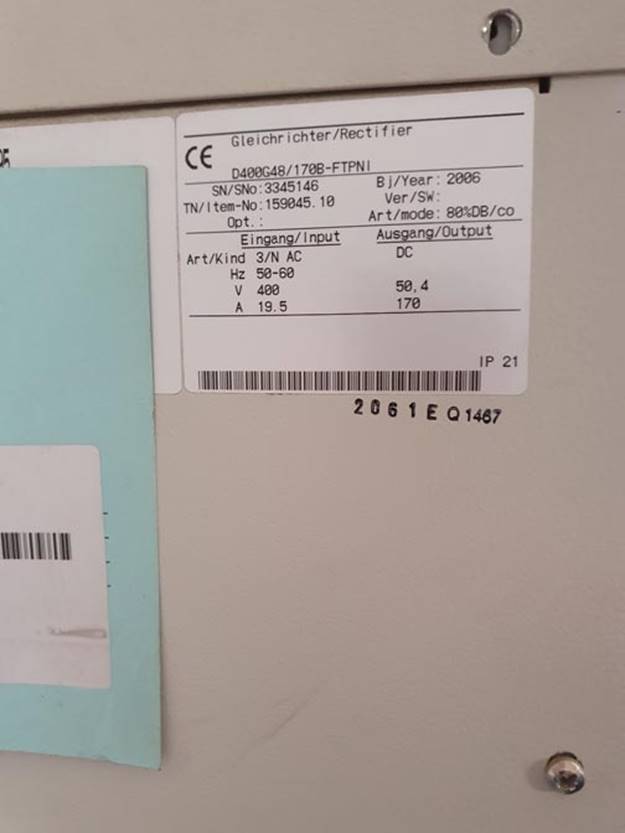 Gleichrichter/Rectifier
CE
D400G48/170B-FTPNI
SN/SNo: 3345146 Bj/Year: 2006
TN/Item-No: 159045.10 Ver/SW:
Opt.: Art/mode: 80%DB/co
Eingang/Input Ausgang/Output
Art/Kind 3/N AC DC
Hz 50-60
V 400 50,4
A 19.5 170
IP 21
2061EQ1467